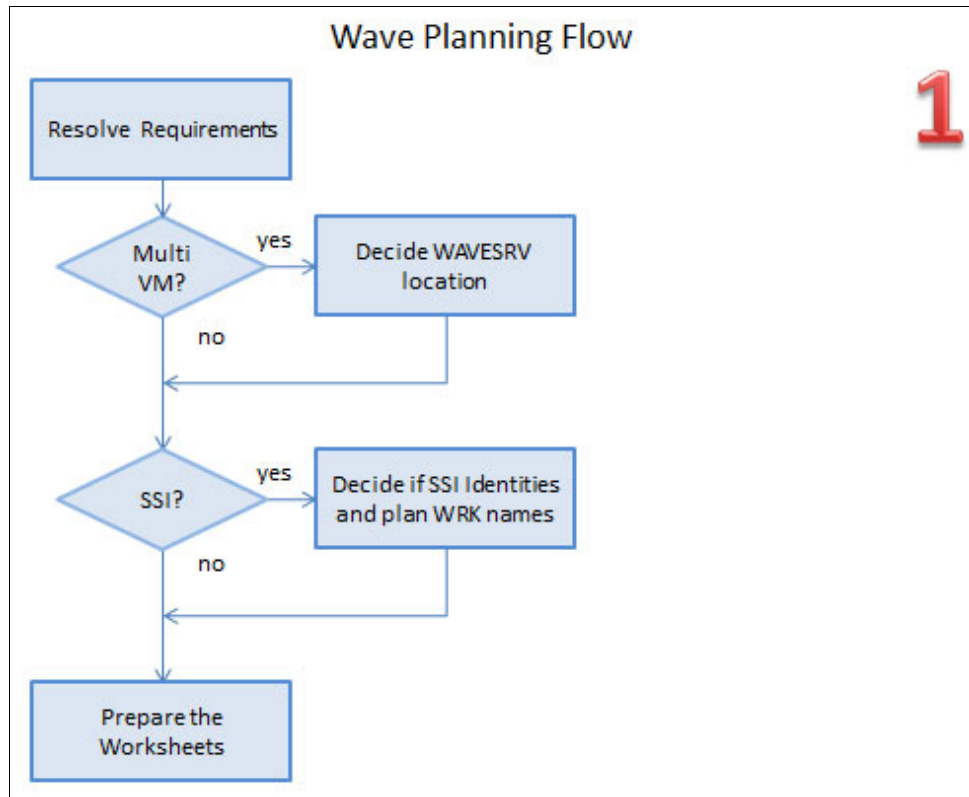 Wave Planning Flow
1
Resolve Requirements
Multi
VM?
yes
Decide WAVESRV
location
no
SSI?
yes
Decide if SSI Identities
and plan WRK names
no
Prepare the
Worksheets